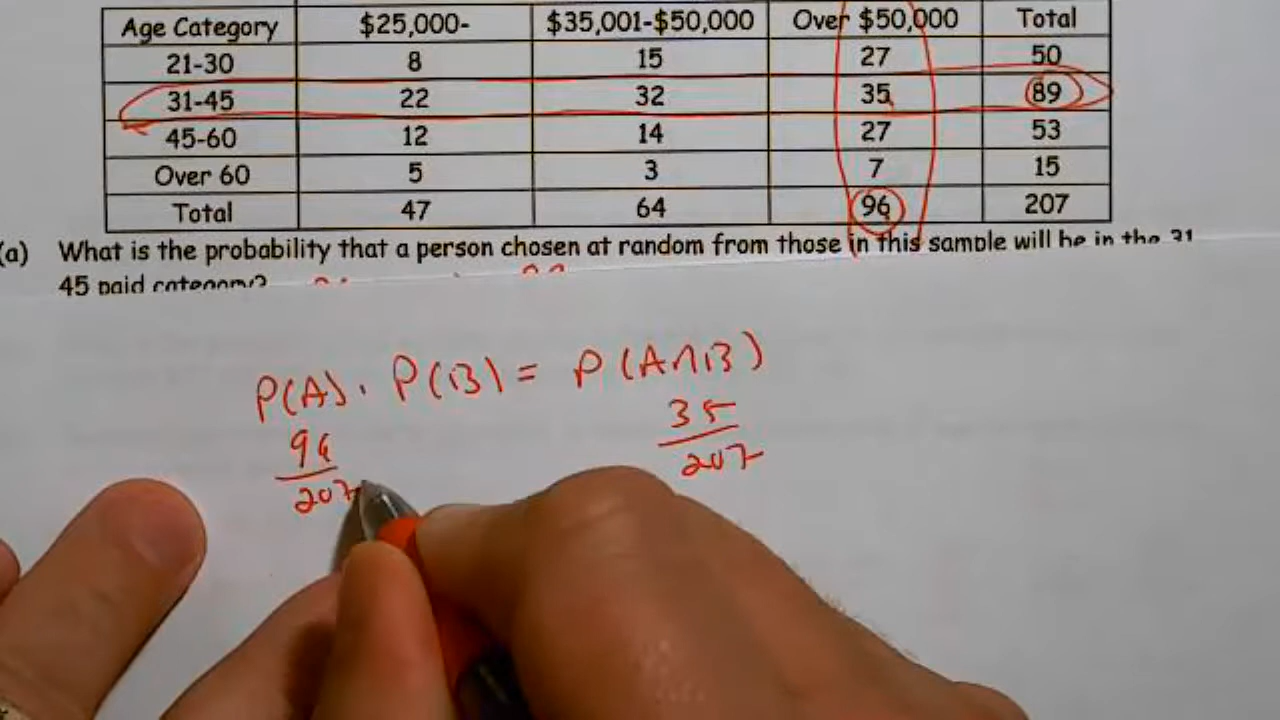 Age Category $25,000- $35,001-$50,000 Over $50,000 Total
21-30 8 15 27 50
31-45 22 32 35 89
45-60 12 14 27 53
Over 60 5 3 7 15
Total 47 64 96 207
(a) What is the probability that a person chosen at random from those in this sample will be in the 31
45 paid category?
P(A) . P(B) = P(A∩B)
96/207 35/207